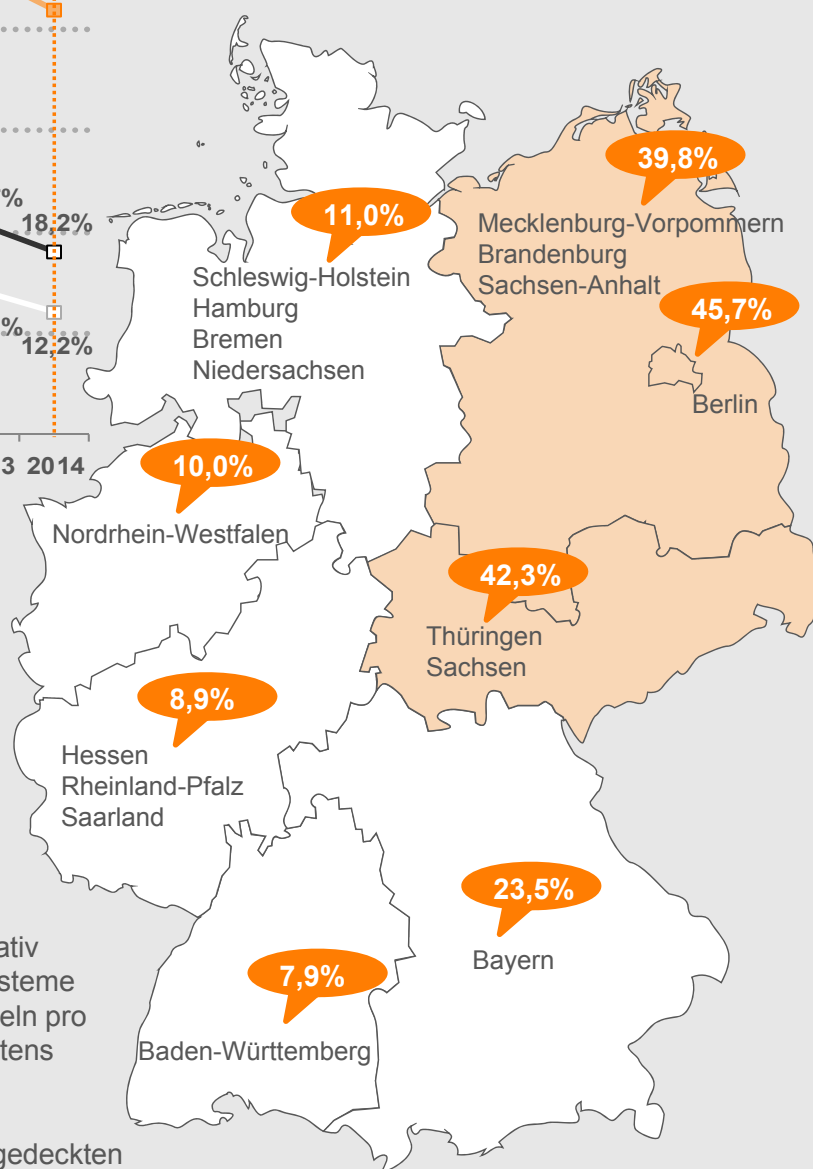 39,8%
Mecklenburg-Vorpommern
Brandenburg
Sachsen-Anhalt
45,7%
Berlin
11,0%
Schleswig-Holstein
Hamburg
Bremen
Niedersachsen
%
18,2%
%
12,2%
3 2014
10,0%
Nordrhein-Westfalen
42,3%
Thüringen
Sachsen
8,9%
Hessen
Rheinland-Pfalz
Saarland
23,5%
Bayern
7,9%
Baden-Württemberg
ativ
steme
eln pro
tens
gedeckten